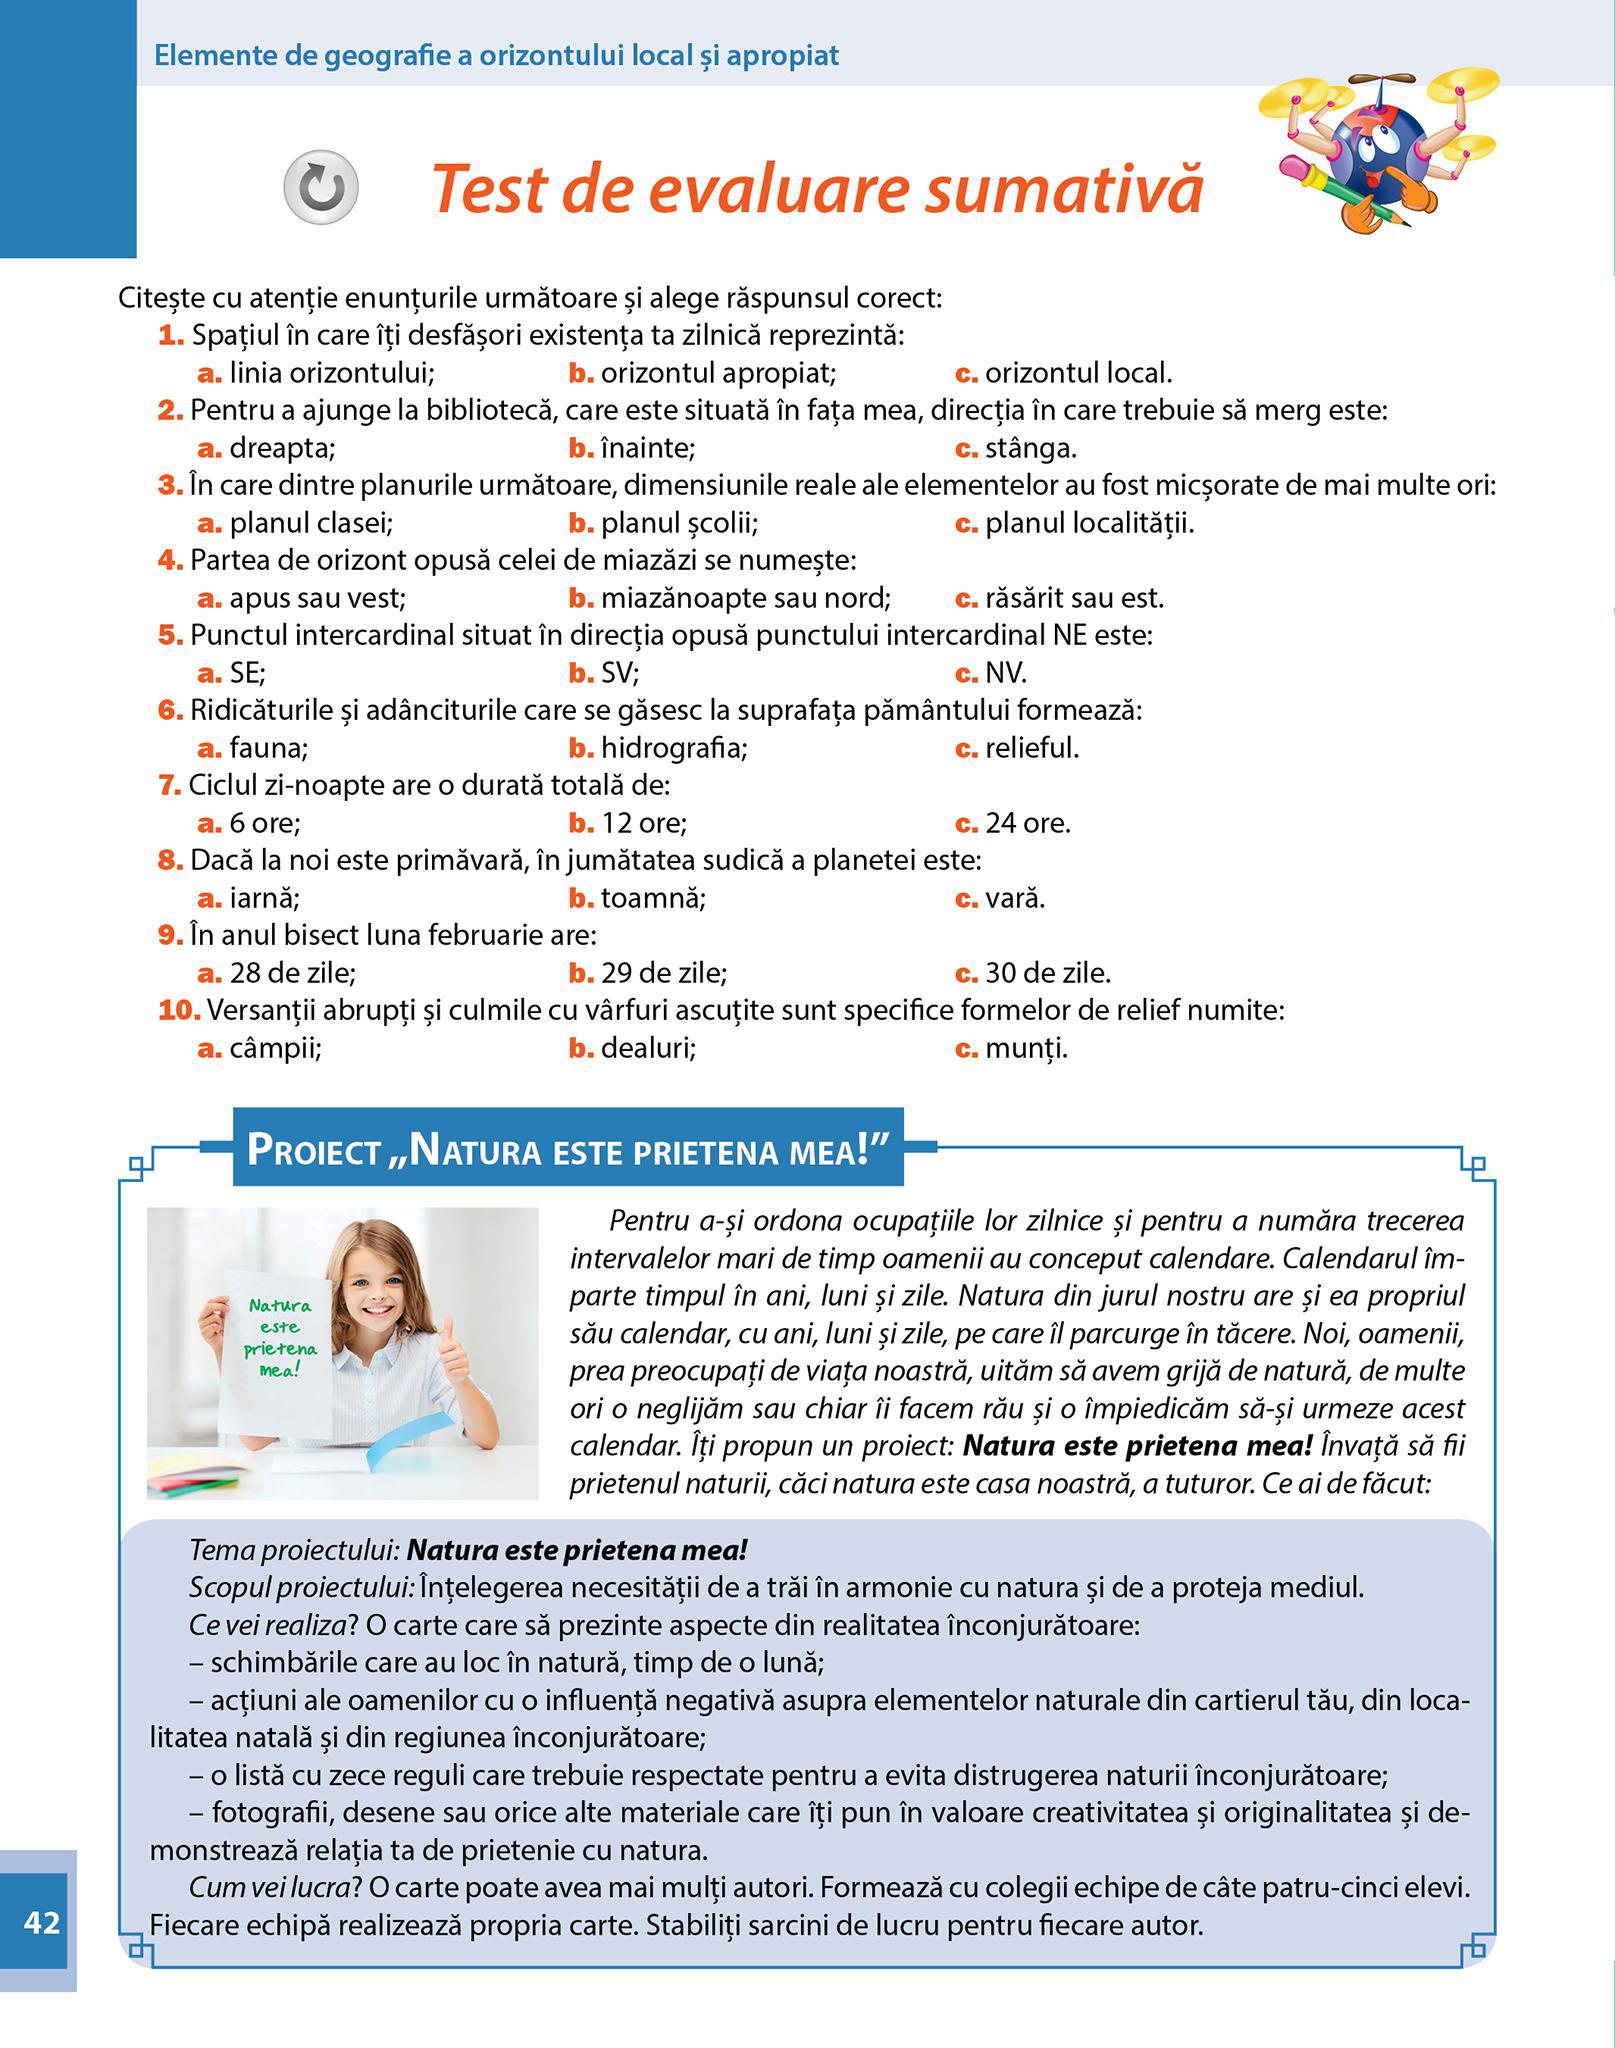 Elemente de geografie a orizontului local și apropiat
Test de evaluare sumativă
Citește cu atenție enunțurile următoare și alege răspunsul corect:
1. Spațiul în care îți desfășori existența ta zilnică reprezintă:
a. linia orizontului; b. orizontul apropiat; c. orizontul local.
2. Pentru a ajunge la bibliotecă, care este situată în fața mea, direcția în care trebuie să merg este:
a. dreapta; b. înainte; c. stânga.
3. În care dintre planurile următoare, dimensiunile reale ale elementelor au fost micșorate de mai multe ori:
a. planul clasei; b. planul școlii; c. planul localității.
4. Partea de orizont opusă celei de miazăzi se numește:
a. apus sau vest; b. miazănoapte sau nord; c. răsărit sau est.
5. Punctul intercardinal situat în direcția opusă punctului intercardinal NE este:
a. SE; b. SV; c. NV.
6. Ridicăturile și adânciturile care se găsesc la suprafața pământului formează:
a. fauna; b. hidrografia; c. relieful.
7. Ciclul zi-noapte are o durată totală de:
a. 6 ore; b. 12 ore; c. 24 ore.
8. Dacă la noi este primăvară, în jumătatea sudică a planetei este:
a. iarnă; b. toamnă; c. vară.
9. În anul bisect luna februarie are:
a. 28 de zile; b. 29 de zile; c. 30 de zile.
10. Versanții abrupți și culmile cu vârfuri ascuțite sunt specifice formelor de relief numite:
a. câmpii; b. dealuri; c. munți.
PROIECT „NATURA ESTE PRIETENA MEA!”
Natura
este
prietena
mea!
Pentru a-și ordona ocupațiile lor zilnice și pentru a număra trecerea
intervalelor mari de timp oamenii au conceput calendare. Calendarul îm-
parte timpul în ani, luni și zile. Natura din jurul nostru are și ea propriul
său calendar, cu ani, luni și zile, pe care îl parcurge în tăcere. Noi, oamenii,
prea preocupați de viața noastră, uităm să avem grijă de natură, de multe
ori o neglijăm sau chiar îi facem rău și o împiedicăm să-și urmeze acest
calendar. Îți propun un proiect: Natura este prietena mea! Învață să fii
prietenul naturii, căci natura este casa noastră, a tuturor. Ce ai de făcut:
Tema proiectului: Natura este prietena mea!
Scopul proiectului: Înțelegerea necesității de a trăi în armonie cu natura și de a proteja mediul.
Ce vei realiza? O carte care să prezinte aspecte din realitatea înconjurătoare:
– schimbările care au loc în natură, timp de o lună;
– acțiuni ale oamenilor cu o influență negativă asupra elementelor naturale din cartierul tău, din loca-
litatea natală și din regiunea înconjurătoare;
– o listă cu zece reguli care trebuie respectate pentru a evita distrugerea naturii înconjurătoare;
– fotografii, desene sau orice alte materiale care îți pun în valoare creativitatea și originalitatea și de-
monstrează relația ta de prietenie cu natura.
Cum vei lucra? O carte poate avea mai mulți autori. Formează cu colegii echipe de câte patru-cinci elevi.
Fiecare echipă realizează propria carte. Stabiliți sarcini de lucru pentru fiecare autor.
42